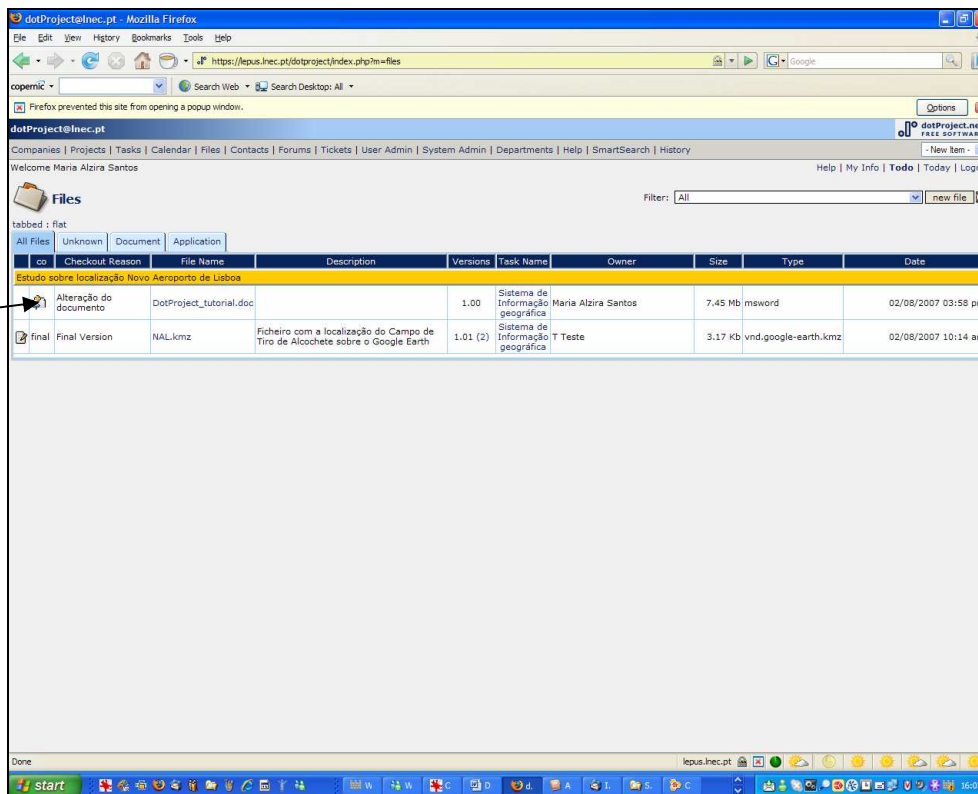 dotProject@lnec.pt - Mozilla Firefox
File Edit View History Bookmarks Tools Help
https://lepus.lnec.pt/dotproject/index.php?m=files
G Google
copernic Search Web Search Desktop: All
Firefox prevented this site from opening a popup window. Options
dotProject@lnec.pt
dotProject.ne
FREE SOFTWAR
Companies | Projects | Tasks | Calendar | Files | Contacts | Forums | Tickets | User Admin | System Admin | Departments | Help | SmartSearch | History - New Item -
Welcome Maria Alzira Santos Help | My Info | Todo | Today | Logo
Files Filter: All new file
tabbed : flat
All Files Unknown Document Application
co Checkout Reason File Name Description Versions Task Name Owner Size Type Date
Estudo sobre localização Novo Aeroporto de Lisboa
Alteração do documento DotProject_tutorial.doc 1.00 Sistema de Informação geográfica Maria Alzira Santos 7.45 Mb msword 02/08/2007 03:58 p
final Final Version NAL.kmz Ficheiro com a localização do Campo de Tiro de Alcochete sobre o Google Earth 1.01 (2) Sistema de Informação geográfica T Teste 3.17 Kb vnd.google-earth.kmz 02/08/2007 10:14 a
Done lepus.lnec.pt
start W W C D d. A I. S. C